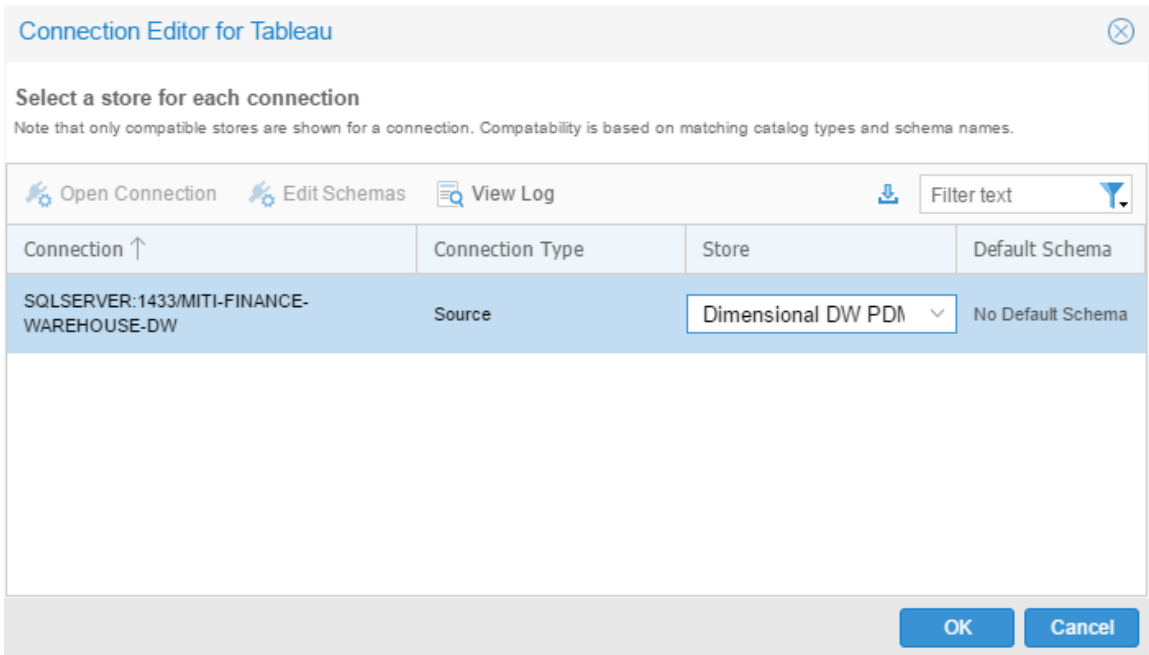 Connection Editor for Tableau
Select a store for each connection
Note that only compatible stores are shown for a connection. Compatability is based on matching catalog types and schema names.
Open Connection Edit Schemas View Log Filter text
Connection ↑ Connection Type Store Default Schema
SQLSERVER:1433/MITI-FINANCE-
WAREHOUSE-DW
Source Dimensional DW PDM No Default Schema
OK Cancel